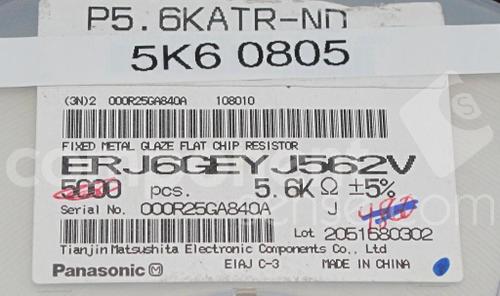 P5.6KATR-ND
5K6 0805
(3N)2 000R25GA840A 108010
FIXED METAL GLAZE FLAT CHIP RESISTOR
ERJ6GEYJ562V
5000 pcs. 5.6K Ω ±5%
Serial No. 000R25GA840A J
Lot 2051680302
Tianjin Matsushita Electronic Components Co., Ltd
Panasonic M EIAJ C-3 MADE IN CHINA